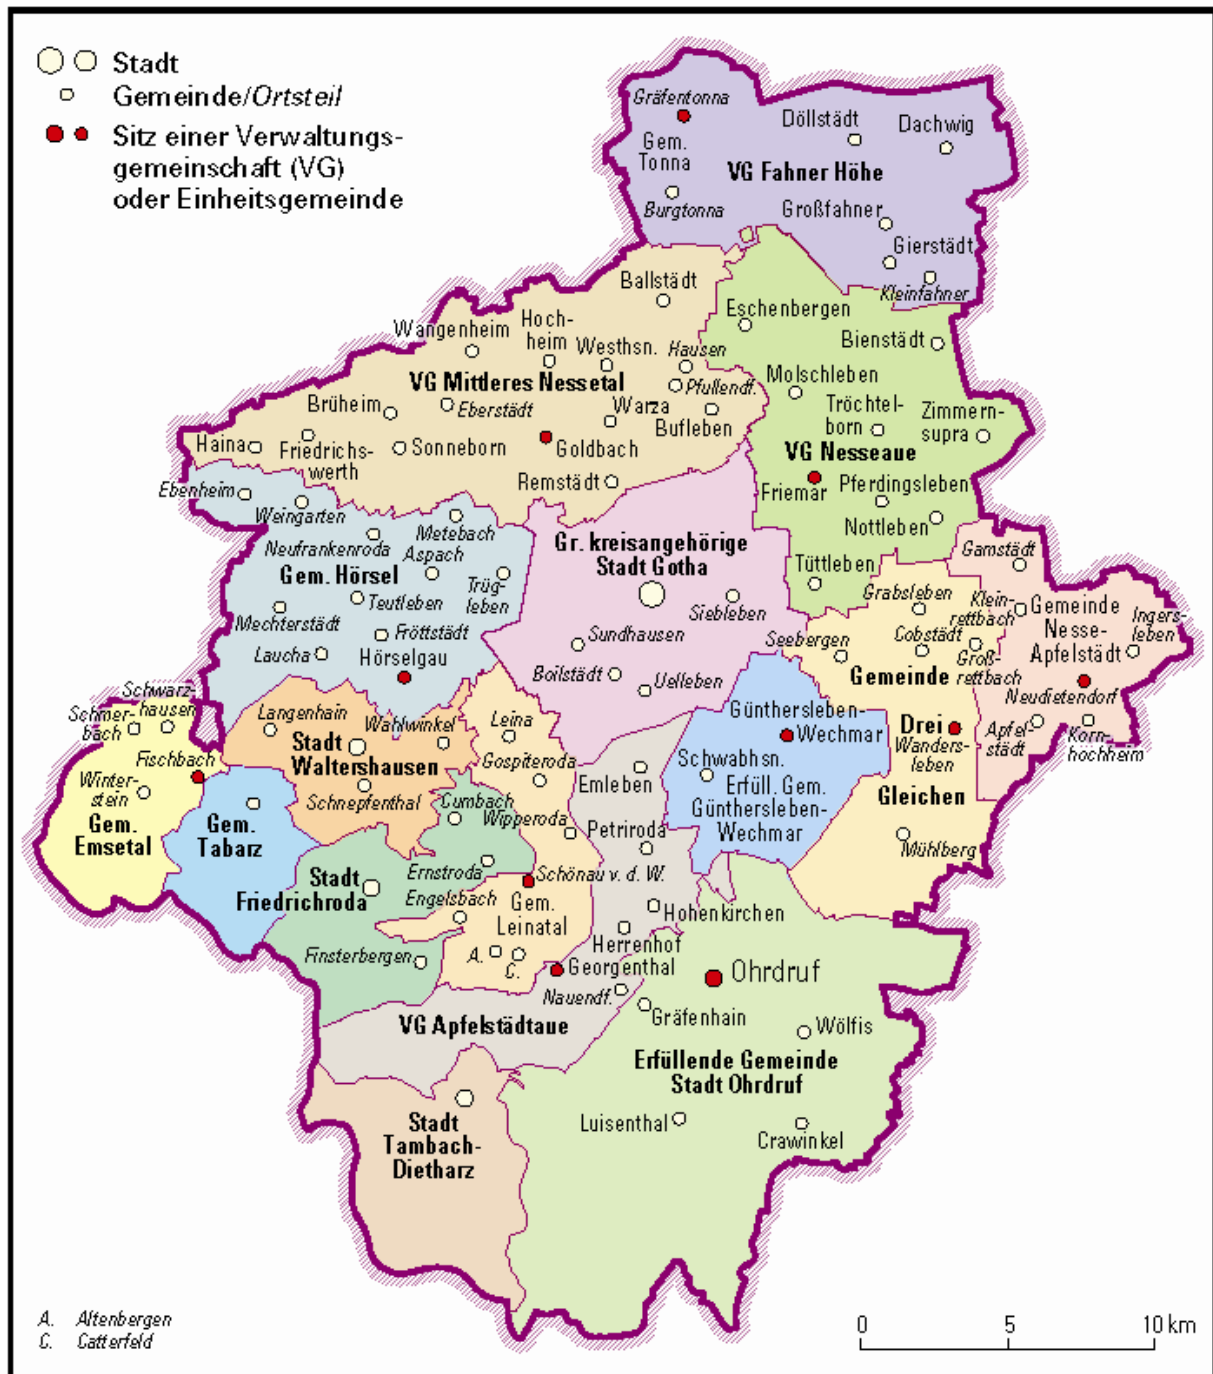 Stadt
Gemeinde/Ortsteil
Sitz einer Verwaltungs-
gemeinschaft (VG)
oder Einheitsgemeinde
Gräfentonna
Döllstädt
Dachwig
Gem.
Tonna
VG Fahner Höhe
Burgtonna
Großfahner
Gierstädt
Kleinfahner
Ballstädt
Eschenbergen
Bienstädt
Wangenheim
Hoch-
heim
Westhsn.
Hausen
VG Mittleres Nessetal
Pfullendf.
Molschleben
Brüheim
Eberstädt
Warza
Bufleben
Tröchtel-
born
Zimmern-
supra
Haina
Friedrichs-
werth
Sonneborn
Goldbach
VG Nesseaue
Remstädt
Friemar
Pferdingsleben
Nottleben
Ebenheim
Weingarten
Metebach
Neufrankenroda
Aspach
Gem. Hörsel
Trüg-
leben
Teutleben
Mechterstädt
Fröttstädt
Laucha
Hörselgau
Gr. kreisangehörige
Stadt Gotha
Siebleben
Sundhausen
Boilstädt
Uelleben
Tüttleben
Gamstädt
Grabsleben
Klein-
rettbach
Gemeinde
Nesse-
Apfelstädt
Ingers-
leben
Seebergen
Cobstädt
Groß-
rettbach
Gemeinde
Neudietendorf
Drei
Wanders-
leben
Apfel-
städt
Korn-
hochheim
Gleichen
Mühlberg
Schwarz-
hausen
Schmer-
bach
Fischbach
Winter-
stein
Gem.
Emsetal
Gem.
Tabarz
Langenhain
Wahlwinkel
Stadt
Waltershausen
Schnepfenthal
Leina
Gospiteroda
Cumbach
Wipperoda
Günthersleben-
Wechmar
Schwabhsn.
Erfüll. Gem.
Günthersleben-
Wechmar
Emleben
Petriroda
Stadt
Friedrichroda
Ernstroda
Schönau v. d. W.
Engelsbach
Gem.
Leinatal
Finsterbergen
A.
C.
Hohenkirchen
Herrenhof
Georgenthal
Nauendf.
VG Apfelstädtaue
Ohrdruf
Gräfenhain
Wölfis
Erfüllende Gemeinde
Stadt Ohrdruf
Luisenthal
Crawinkel
Stadt
Tambach-
Dietharz
A. Altenbergen
C. Catterfeld
0 5 10 km